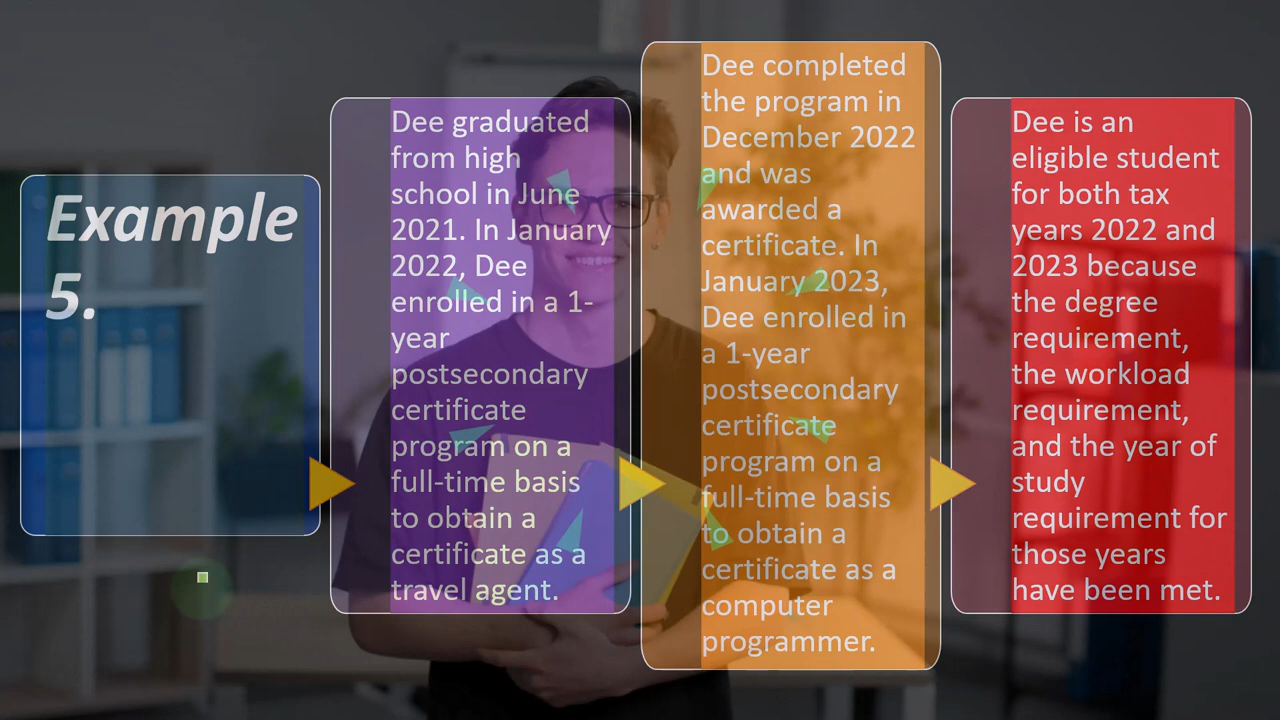 Example
5.
Dee graduated
from high
school in June
2021. In January
2022, Dee
enrolled in a 1-
year
postsecondary
certificate
program on a
full-time basis
to obtain a
certificate as a
travel agent.
Dee completed
the program in
December 2022
and was
awarded a
certificate. In
January 2023,
Dee enrolled in
a 1-year
postsecondary
certificate
program on a
full-time basis
to obtain a
certificate as a
computer
programmer.
Dee is an
eligible student
for both tax
years 2022 and
2023 because
the degree
requirement,
the workload
requirement,
and the year of
study
requirement for
those years
have been met.